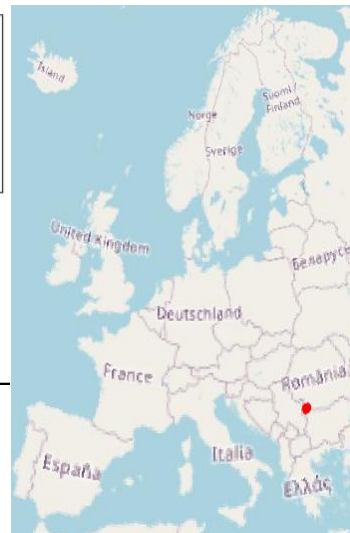 Ísland
Suomi /
Finland
Norge
Sverige
United Kingdom
Беларусь
Deutschland
France
România
Italia
España
Ελλάς